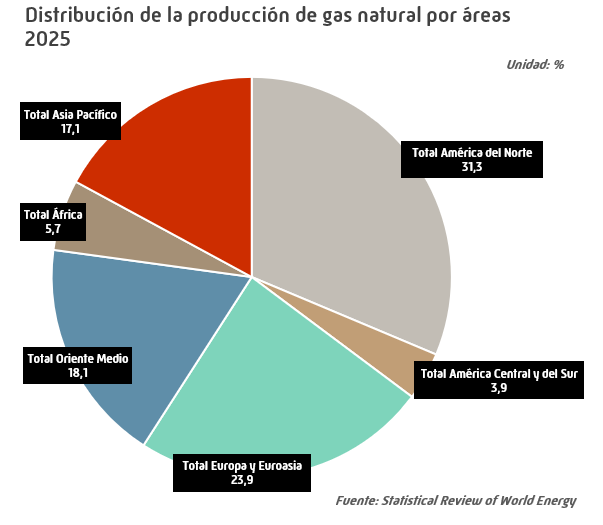 Distribución de la producción de gas natural por áreas
2025
Unidad: %
Total Asia Pacífico
17,1
Total América del Norte
31,3
Total África
5,7
Total Oriente Medio
18,1
Total América Central y del Sur
3,9
Total Europa y Euroasia
23,9
Fuente: Statistical Review of World Energy